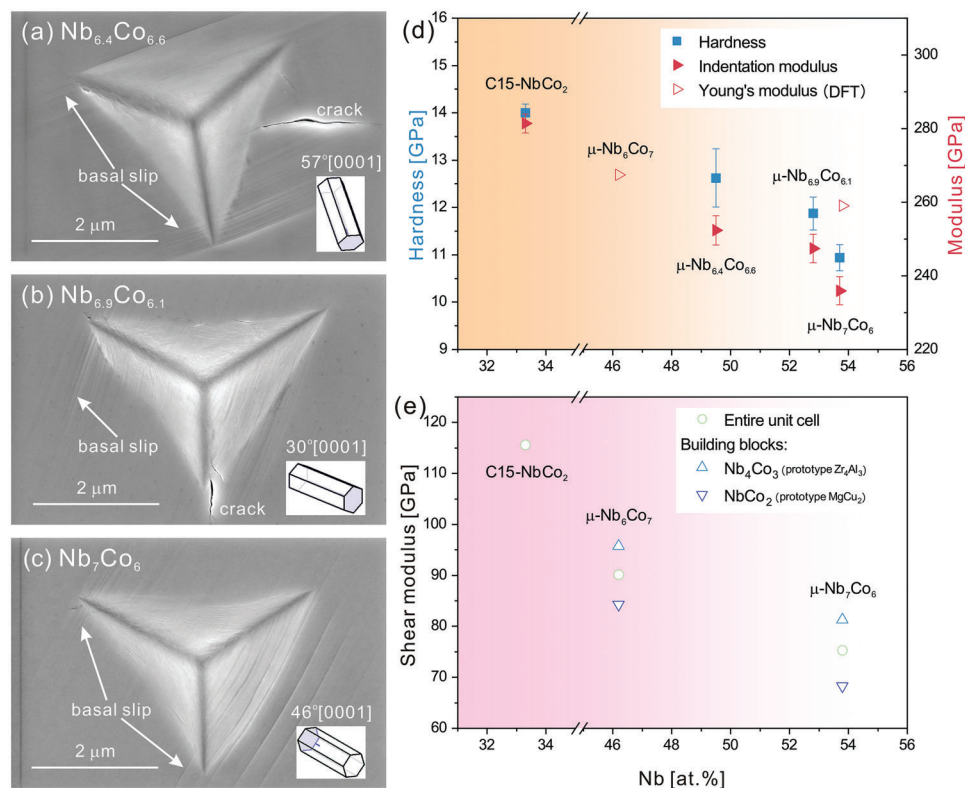 (a) Nb6.4Co6.6
crack
basal slip
57°[0001]
2 μm
(b) Nb6.9Co6.1
basal slip
30°[0001]
2 μm
crack
(c) Nb7Co6
basal slip
46°[0001]
2 μm
(d)
Hardness
Indentation modulus
Young's modulus (DFT)
C15-NbCo2
μ-Nb6Co7
μ-Nb6.9Co6.1
μ-Nb6.4Co6.6
μ-Nb7Co6
Hardness [GPa]
16
15
14
13
12
11
10
9
Modulus [GPa]
300
280
260
240
220
32 34 48 50 52 54 56
(e)
Entire unit cell
Building blocks:
Nb4Co3 (prototype Zr4Al3)
NbCo2 (prototype MgCu2)
C15-NbCo2
μ-Nb6Co7
μ-Nb7Co6
Shear modulus [GPa]
120
110
100
90
80
70
60
32 34 46 48 50 52 54 56
Nb [at.%]